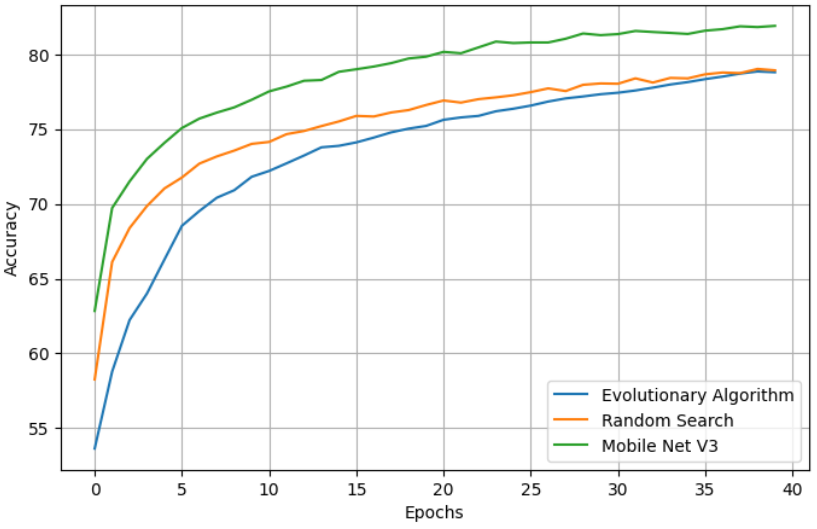 80
75
70
65
60
55
Accuracy
0 5 10 15 20 25 30 35 40
Epochs
Evolutionary Algorithm
Random Search
Mobile Net V3